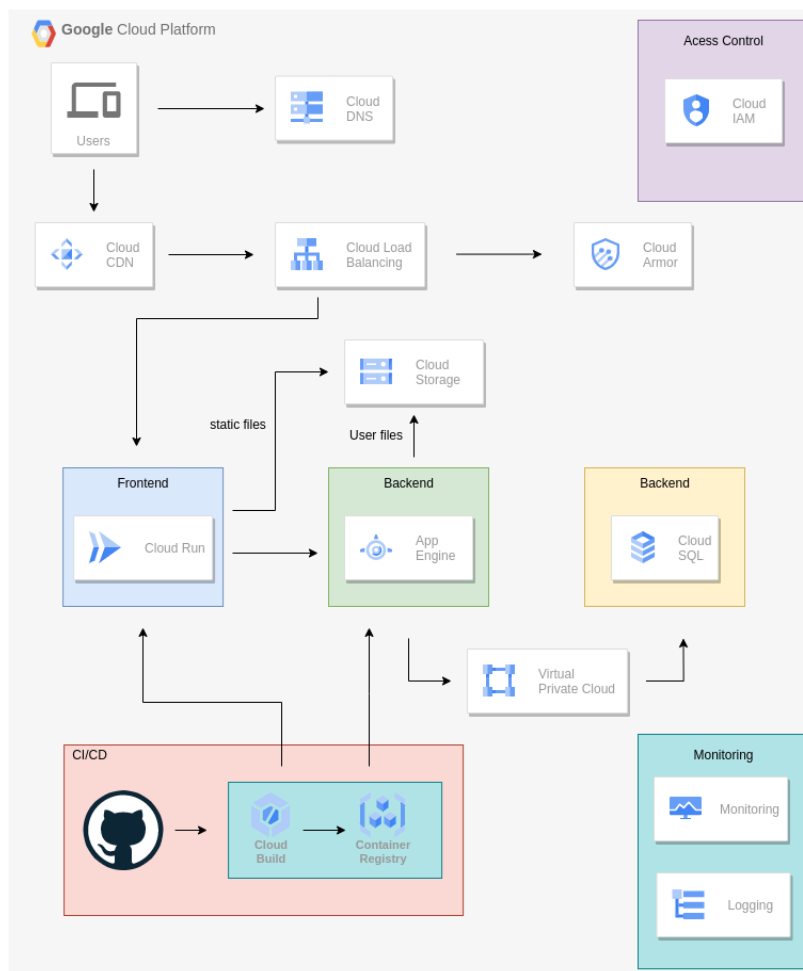 Google Cloud Platform
Acess Control
Cloud
IAM
Users
Cloud
DNS
Cloud
CDN
Cloud Load
Balancing
Cloud
Armor
Cloud
Storage
static files
User files
Frontend
Cloud Run
Backend
App
Engine
Backend
Cloud
SQL
Virtual
Private Cloud
CI/CD
Cloud
Build
Container
Registry
Monitoring
Monitoring
Logging